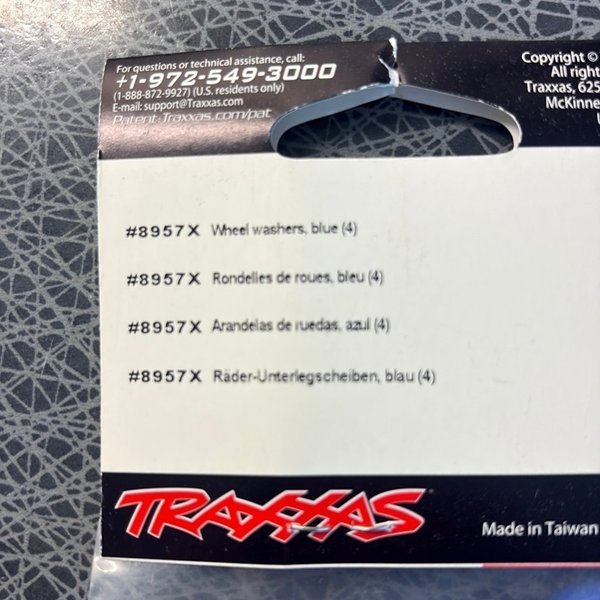 For questions or technical assistance, call:
+1-972-549-3000
(1-888-872-9927) (U.S. residents only)
E-mail: support@Traxxas.com
Patent: Traxxas.com/pat
Copyright ©
All right
Traxxas, 625
McKinne
#8957X Wheel washers, blue (4)
#8957X Rondelles de roues, bleu (4)
#8957X Arandelas de ruedas, azul (4)
#8957X Räder-Unterlegscheiben, blau (4)
TRAXXAS
Made in Taiwan